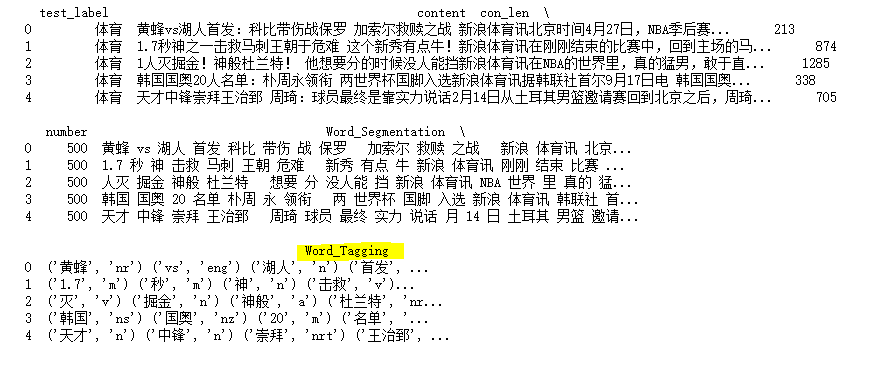 test_label content con_len \
0 体育 黄蜂vs湖人首发：科比带伤战保罗 加索尔救赎之战 新浪体育讯北京时间4月27日，NBA季后赛... 213
1 体育 1.7秒神之一击救马刺王朝于危难 这个新秀有点牛！新浪体育讯在刚刚结束的比赛中，回到主场的马... 874
2 体育 1人灭掘金！神般杜兰特！ 他想要分的时候没人能挡新浪体育讯在NBA的世界里，真的猛男，敢于直... 1285
3 体育 韩国国奥20人名单：朴周永领衔 两世界杯国脚入选新浪体育讯据韩联社首尔9月17日电 韩国国奥... 338
4 体育 天才中锋崇拜王治郅 周琦：球员最终是靠实力说话2月14日从土耳其男篮邀请赛回到北京之后，周琦... 705
number Word_Segmentation \
0 500 黄蜂 vs 湖人 首发 科比 带伤 战 保罗 加索尔 救赎 之战 新浪 体育讯 北京...
1 500 1.7 秒 神 击救 马刺 王朝 危难 新秀 有点 牛 新浪 体育讯 刚刚 结束 比赛 ...
2 500 人灭 掘金 神般 杜兰特 想要 分 没人能 挡 新浪 体育讯 NBA 世界 里 真的 猛...
3 500 韩国 国奥 20 名单 朴周 永 领衔 两 世界杯 国脚 入选 新浪 体育讯 韩联社 首...
4 500 天才 中锋 崇拜 王治郅 周琦 球员 最终 实力 说话 月 14 日 土耳其 男篮 邀请...
Word_Tagging
0 ('黄蜂', 'nr') ('vs', 'eng') ('湖人', 'n') ('首发', ...
1 ('1.7', 'm') ('秒', 'm') ('神', 'n') ('击救', 'v')...
2 ('灭', 'v') ('掘金', 'n') ('神般', 'a') ('杜兰特', 'nr...
3 ('韩国', 'ns') ('国奥', 'nz') ('20', 'm') ('名单', '...
4 ('天才', 'n') ('中锋', 'n') ('崇拜', 'nrt') ('王治郅', ...